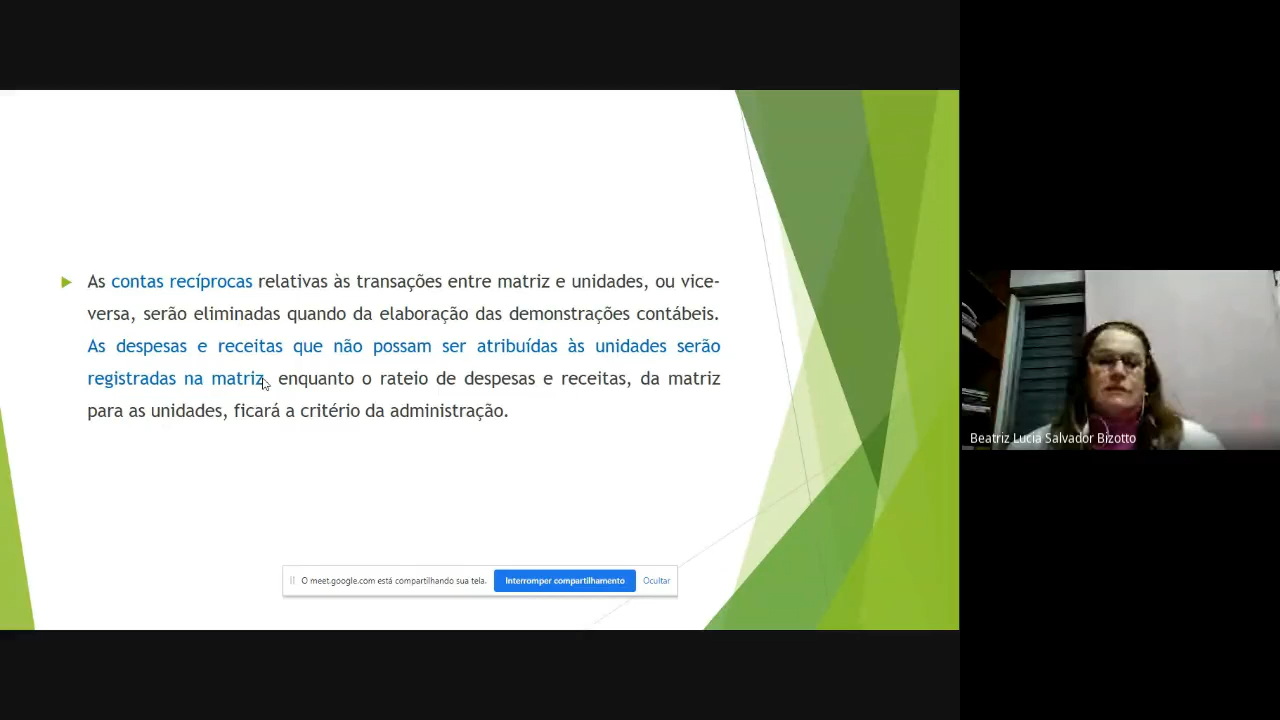 As contas recíprocas relativas às transações entre matriz e unidades, ou vice-
versa, serão eliminadas quando da elaboração das demonstrações contábeis.
As despesas e receitas que não possam ser atribuídas às unidades serão
registradas na matriz, enquanto o rateio de despesas e receitas, da matriz
para as unidades, ficará a critério da administração.
O meet.google.com está compartilhando sua tela.
Interromper compartilhamento
Ocultar
Beatriz Lucia Salvador Bizotto